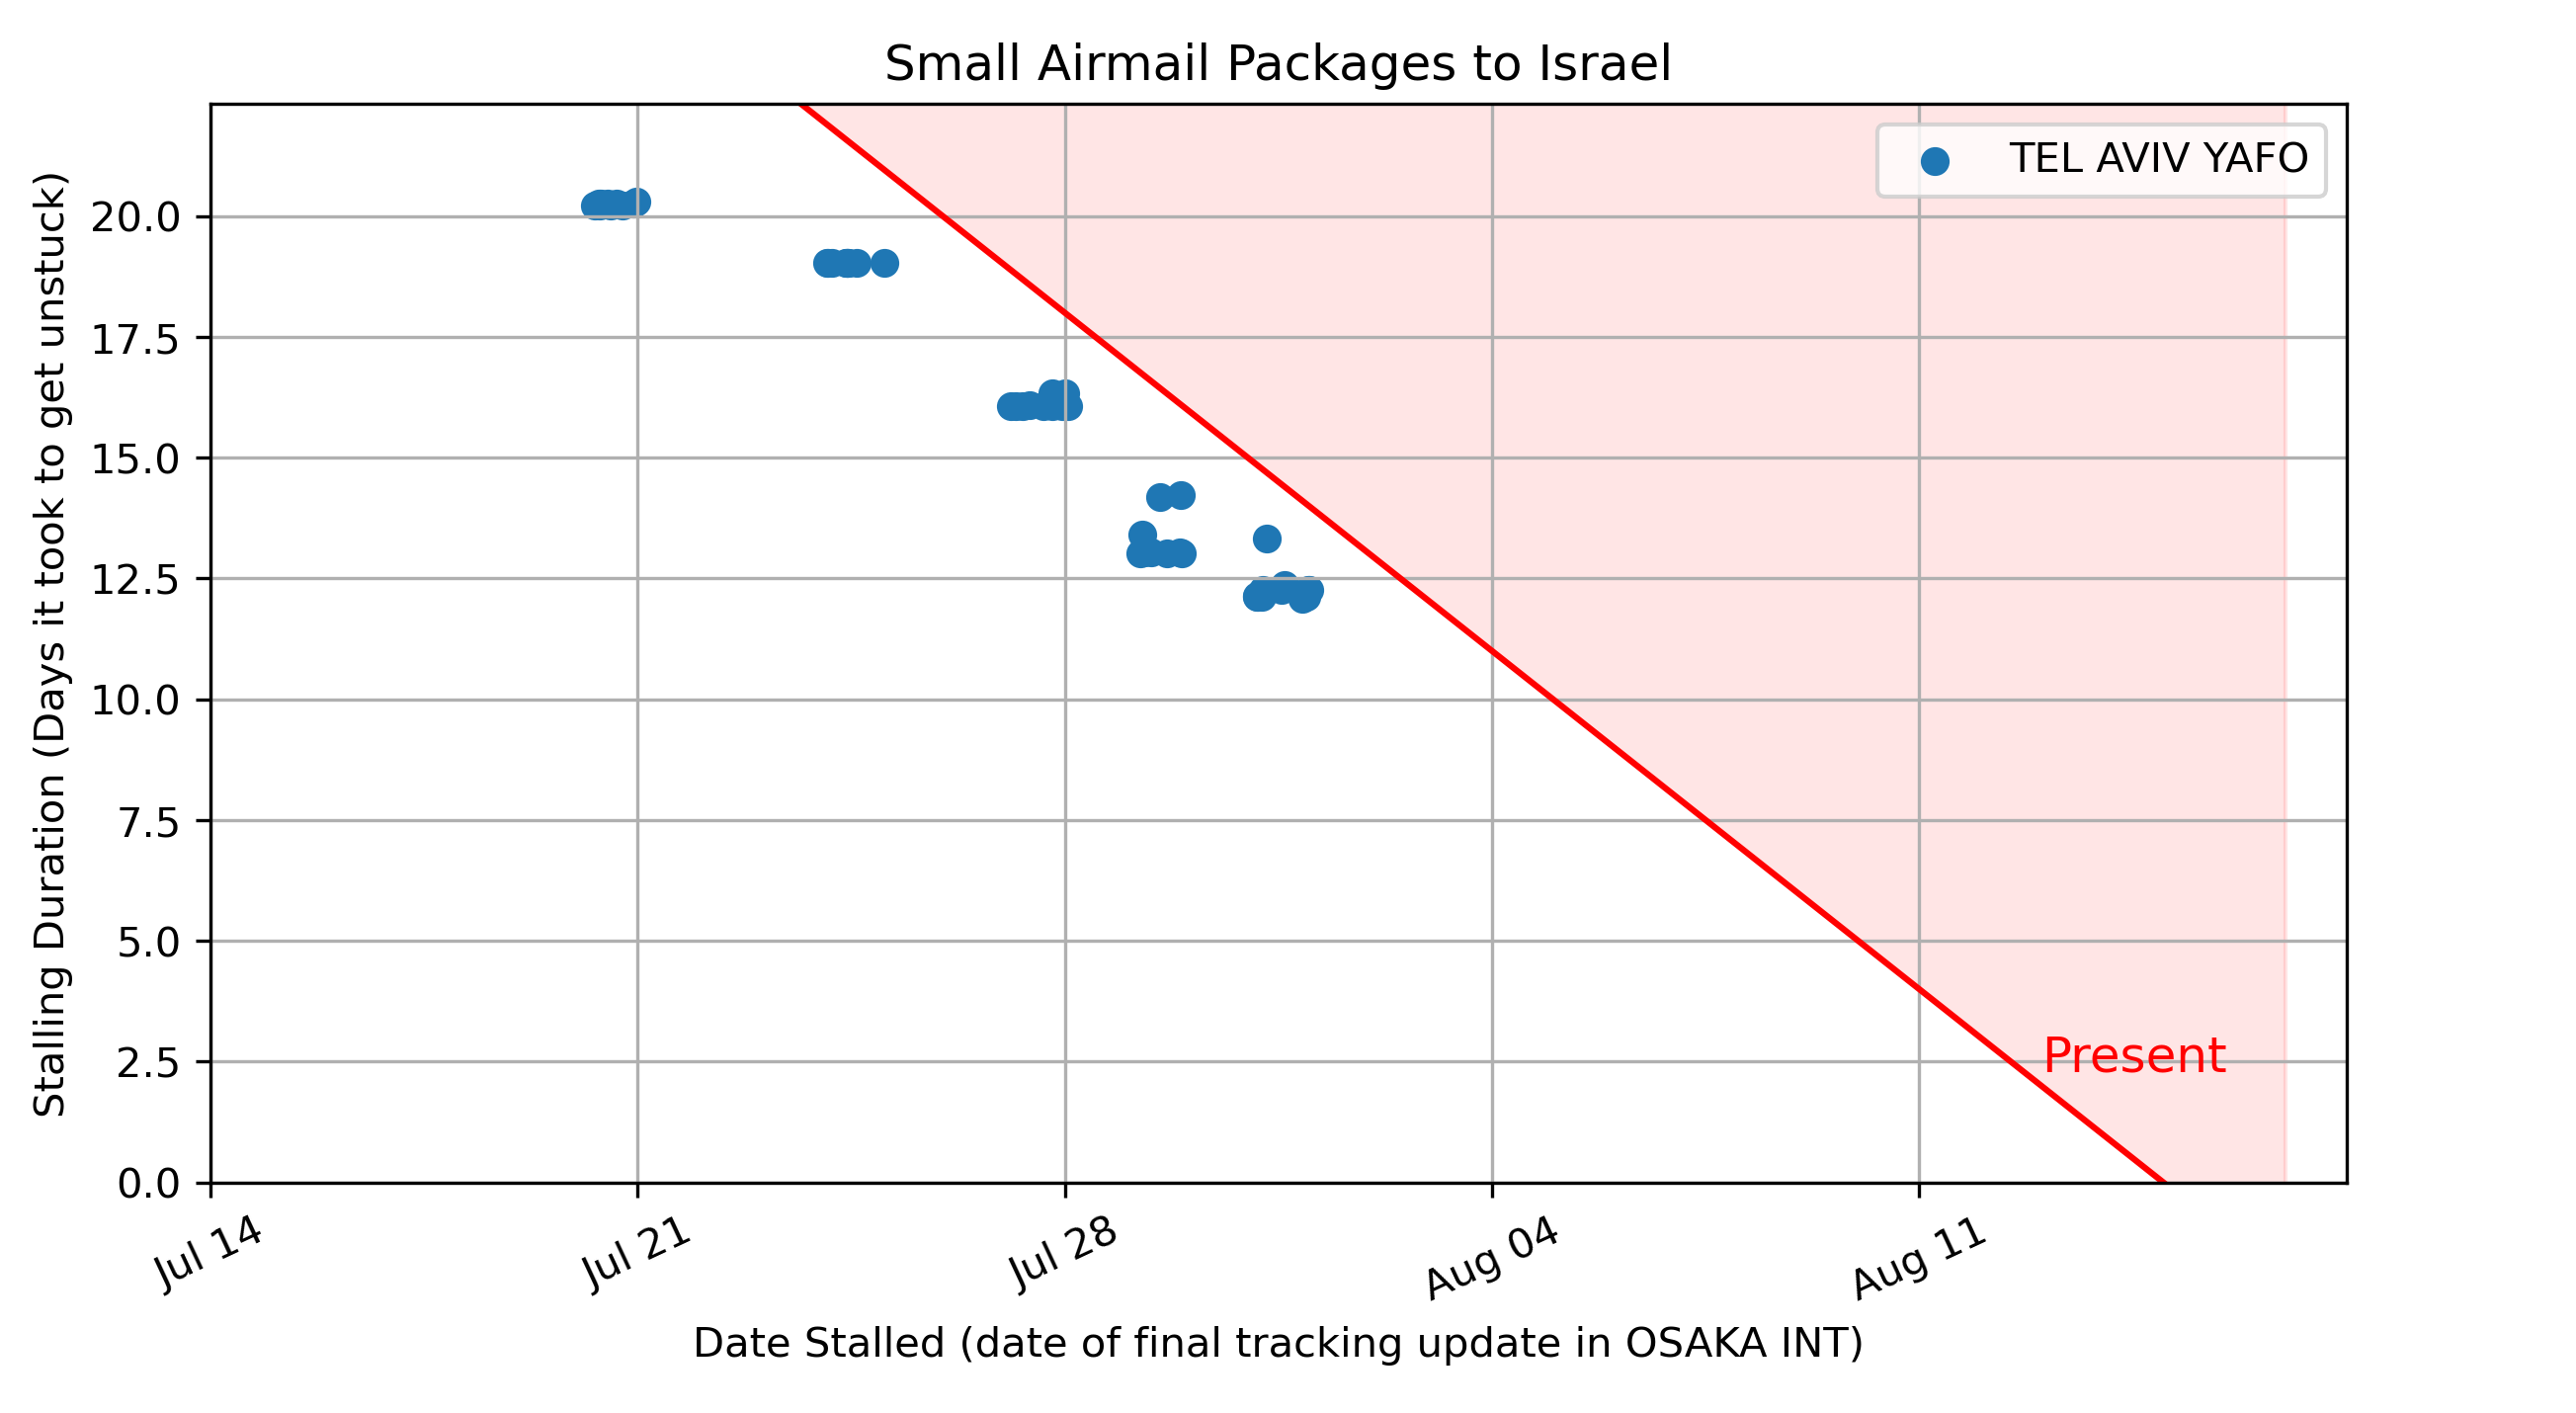 Small Airmail Packages to Israel
TEL AVIV YAFO
Stalling Duration (Days it took to get unstuck)
20.0
17.5
15.0
12.5
10.0
7.5
5.0
2.5
0.0
Present
Jul 14
Jul 21
Jul 28
Aug 04
Aug 11
Date Stalled (date of final tracking update in OSAKA INT)